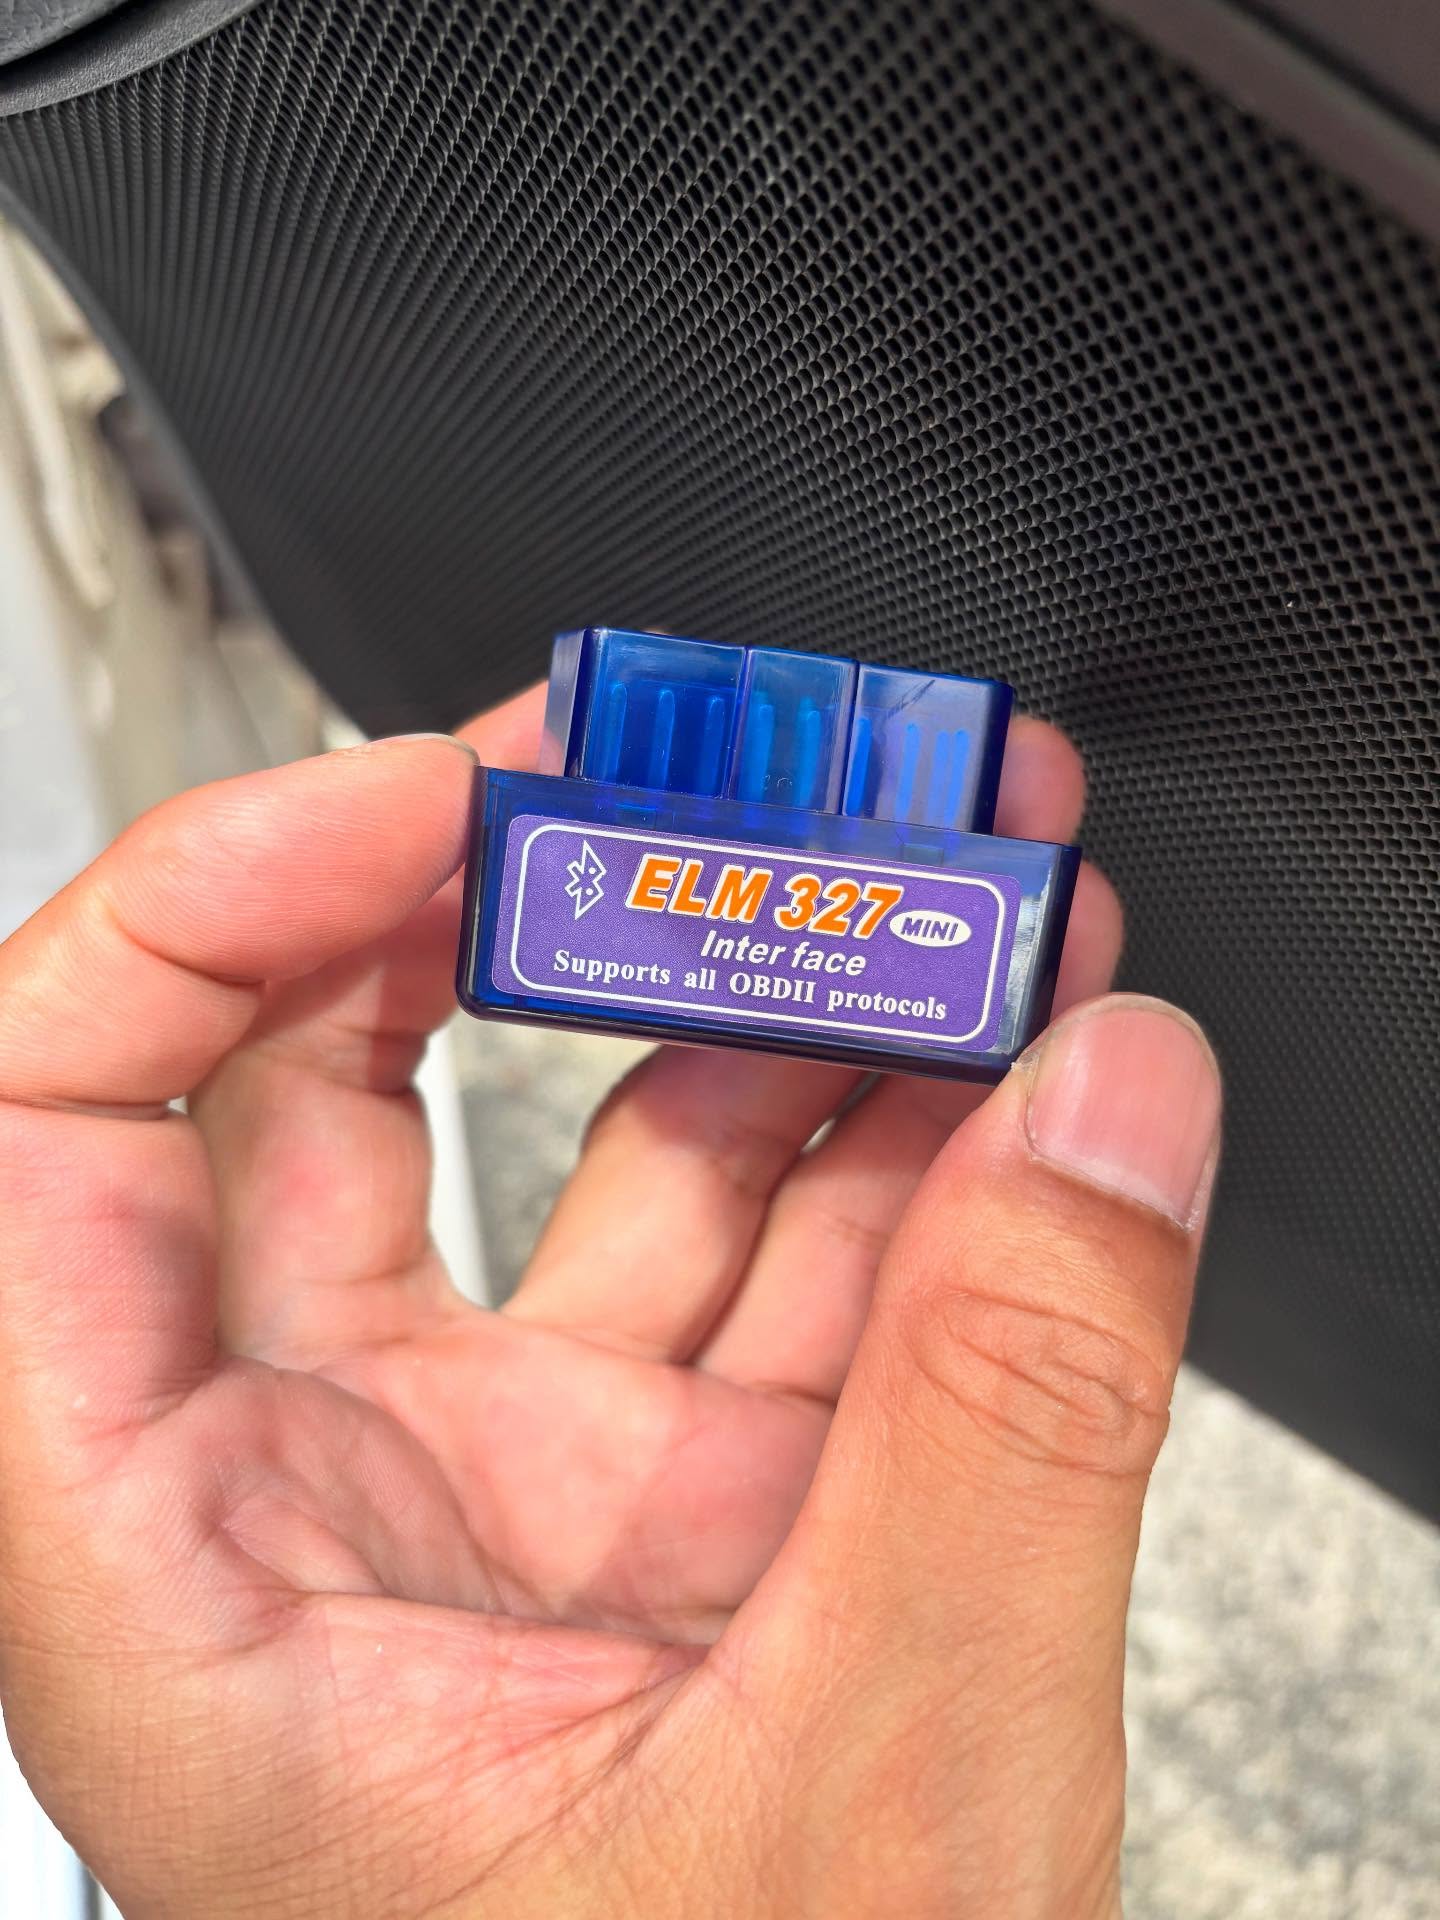 ELM 327 MINI
Inter face
Supports all OBDII protocols